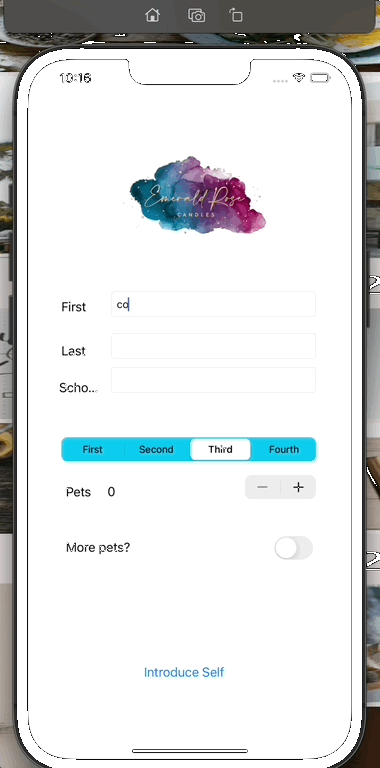 10:16
Emerald Rose
CANDLES
First co
Last
Scho...
First Second Third Fourth
Pets 0
More pets?
Introduce Self